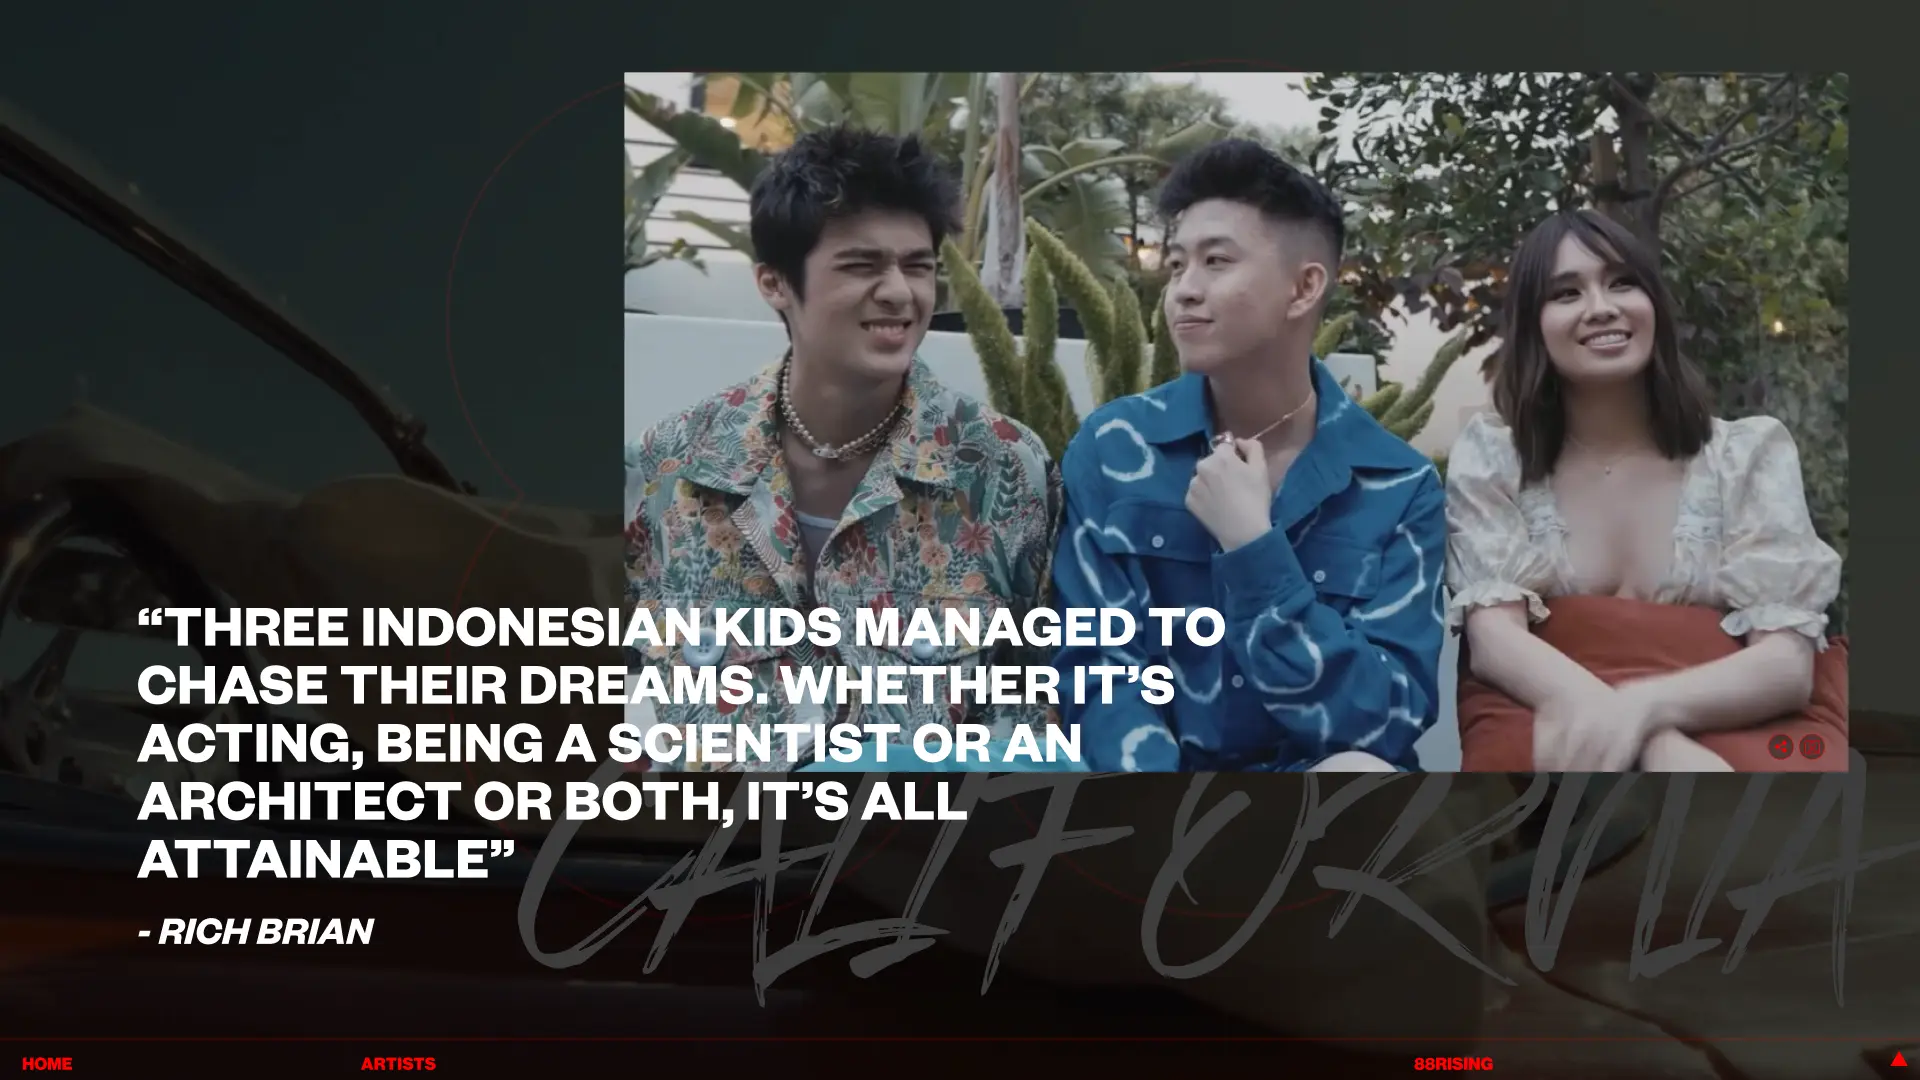 “THREE INDONESIAN KIDS MANAGED TO
CHASE THEIR DREAMS. WHETHER IT’S
ACTING, BEING A SCIENTIST OR AN
ARCHITECT OR BOTH, IT’S ALL
ATTAINABLE”
- RICH BRIAN
CALIFORNIA
HOME
ARTISTS
88RISING